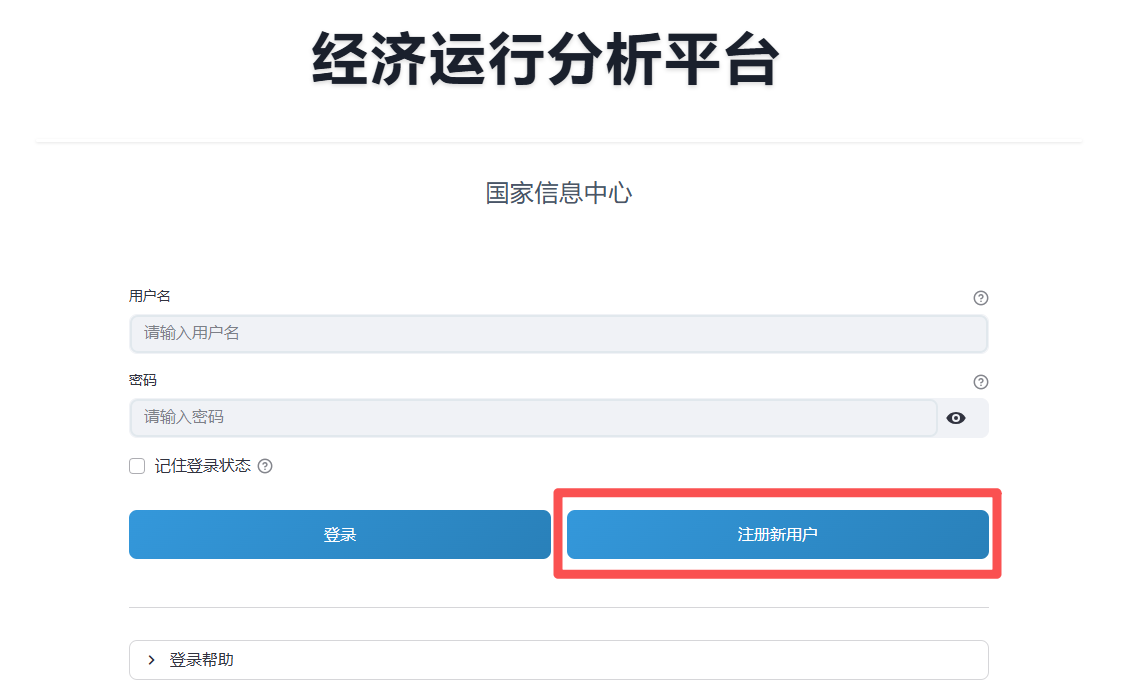 经济运行分析平台
国家信息中心
用户名
请输入用户名
密码
请输入密码
记住登录状态
登录
注册新用户
登录帮助